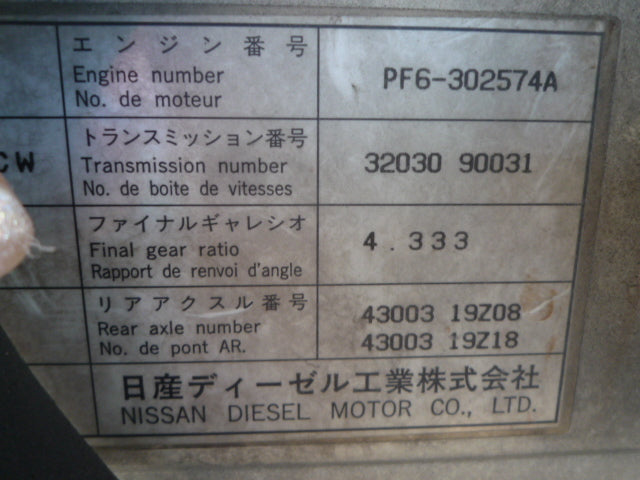 エンジン番号
Engine number
No. de moteur
PF6-302574A
CW
トランスミッション番号
Transmission number
No. de boite de vitesses
32030 90031
ファイナルギャレシオ
Final gear ratio
Rapport de renvoi d'angle
4.333
リアアクスル番号
Rear axle number
No. de pont AR.
43003 19Z08
43003 19Z18
日産ディーゼル工業株式会社
NISSAN DIESEL MOTOR CO., LTD.